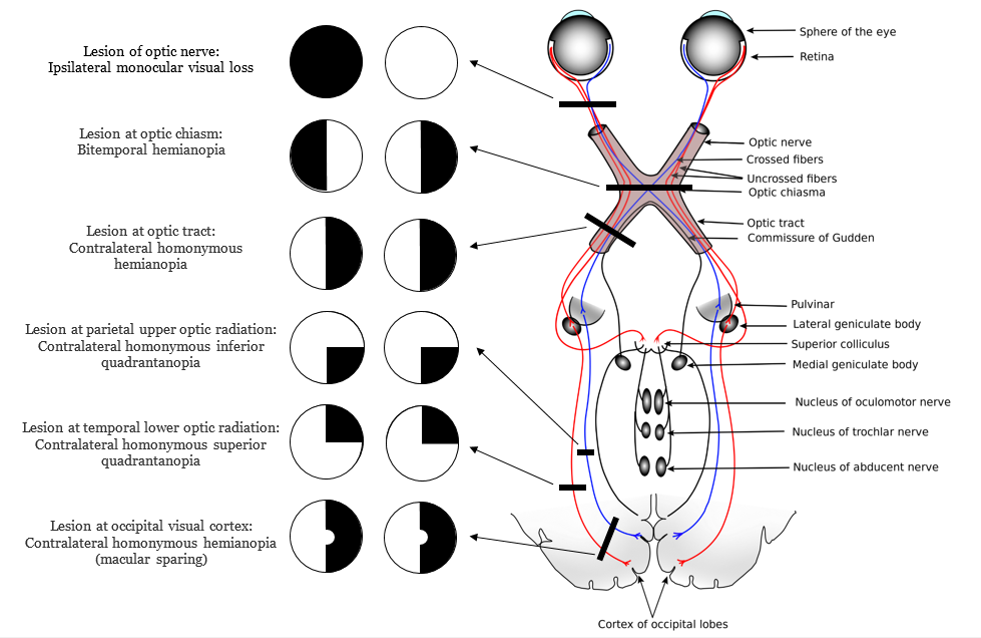 Lesion of optic nerve:
Ipsilateral monocular visual loss
Lesion at optic chiasm:
Bitemporal hemianopia
Lesion at optic tract:
Contralateral homonymous
hemianopia
Lesion at parietal upper optic radiation:
Contralateral homonymous inferior
quadrantanopia
Lesion at temporal lower optic radiation:
Contralateral homonymous superior
quadrantanopia
Lesion at occipital visual cortex:
Contralateral homonymous hemianopia
(macular sparing)
Sphere of the eye
Retina
Optic nerve
Crossed fibers
Uncrossed fibers
Optic chiasma
Optic tract
Commissure of Gudden
Pulvinar
Lateral geniculate body
Superior colliculus
Medial geniculate body
Nucleus of oculomotor nerve
Nucleus of trochlar nerve
Nucleus of abducent nerve
Cortex of occipital lobes